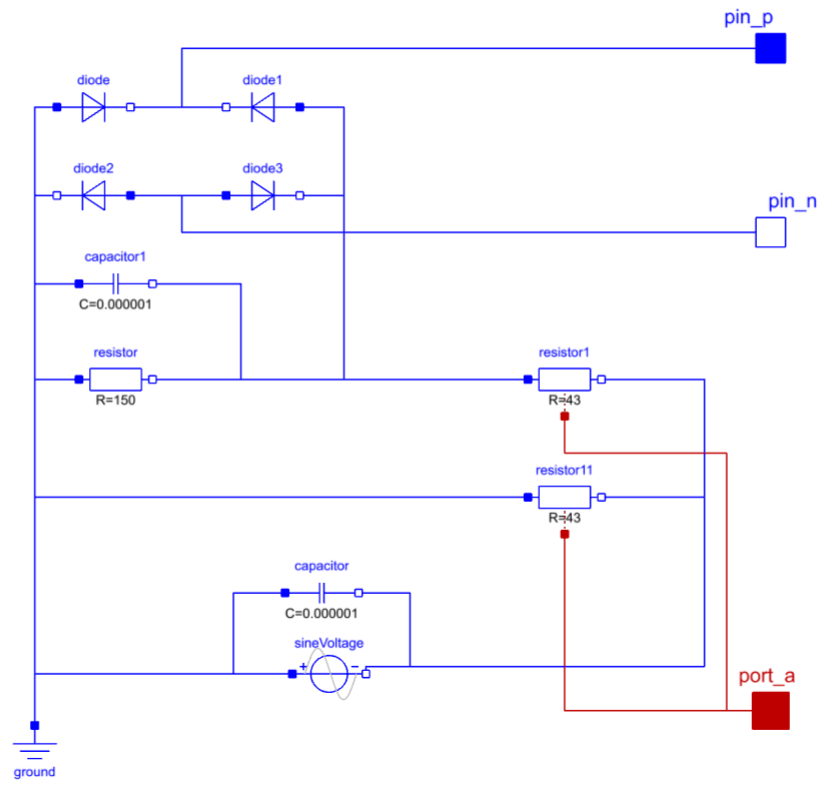 pin_p
diode
diode1
diode2
diode3
pin_n
capacitor1
C=0.000001
resistor
resistor1
R=150
R=43
resistor11
R=43
capacitor
C=0.000001
sineVoltage
+
−
port_a
ground